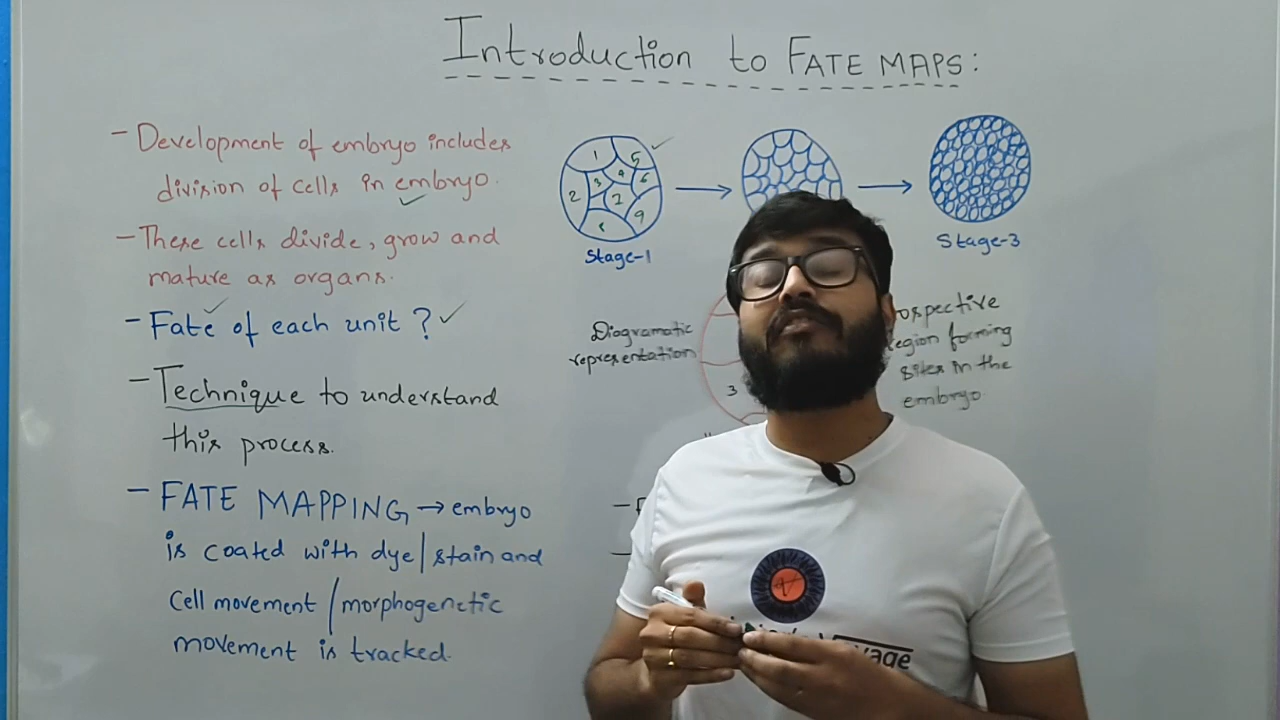 Introduction to FATE MAPS:
- Development of embryo includes
division of cells in embryo.
- These cells divide, grow and
mature as organs.
- Fate of each unit?
- Technique to understand
this process.
- FATE MAPPING → embryo
is coated with dye/stain and
Cell movement/morphogenetic
movement is tracked.
1
5
4
3
6
2
7
9
8
Stage-1
Stage-3
Diagramatic
representation
3
forming
sites in the
embryo.